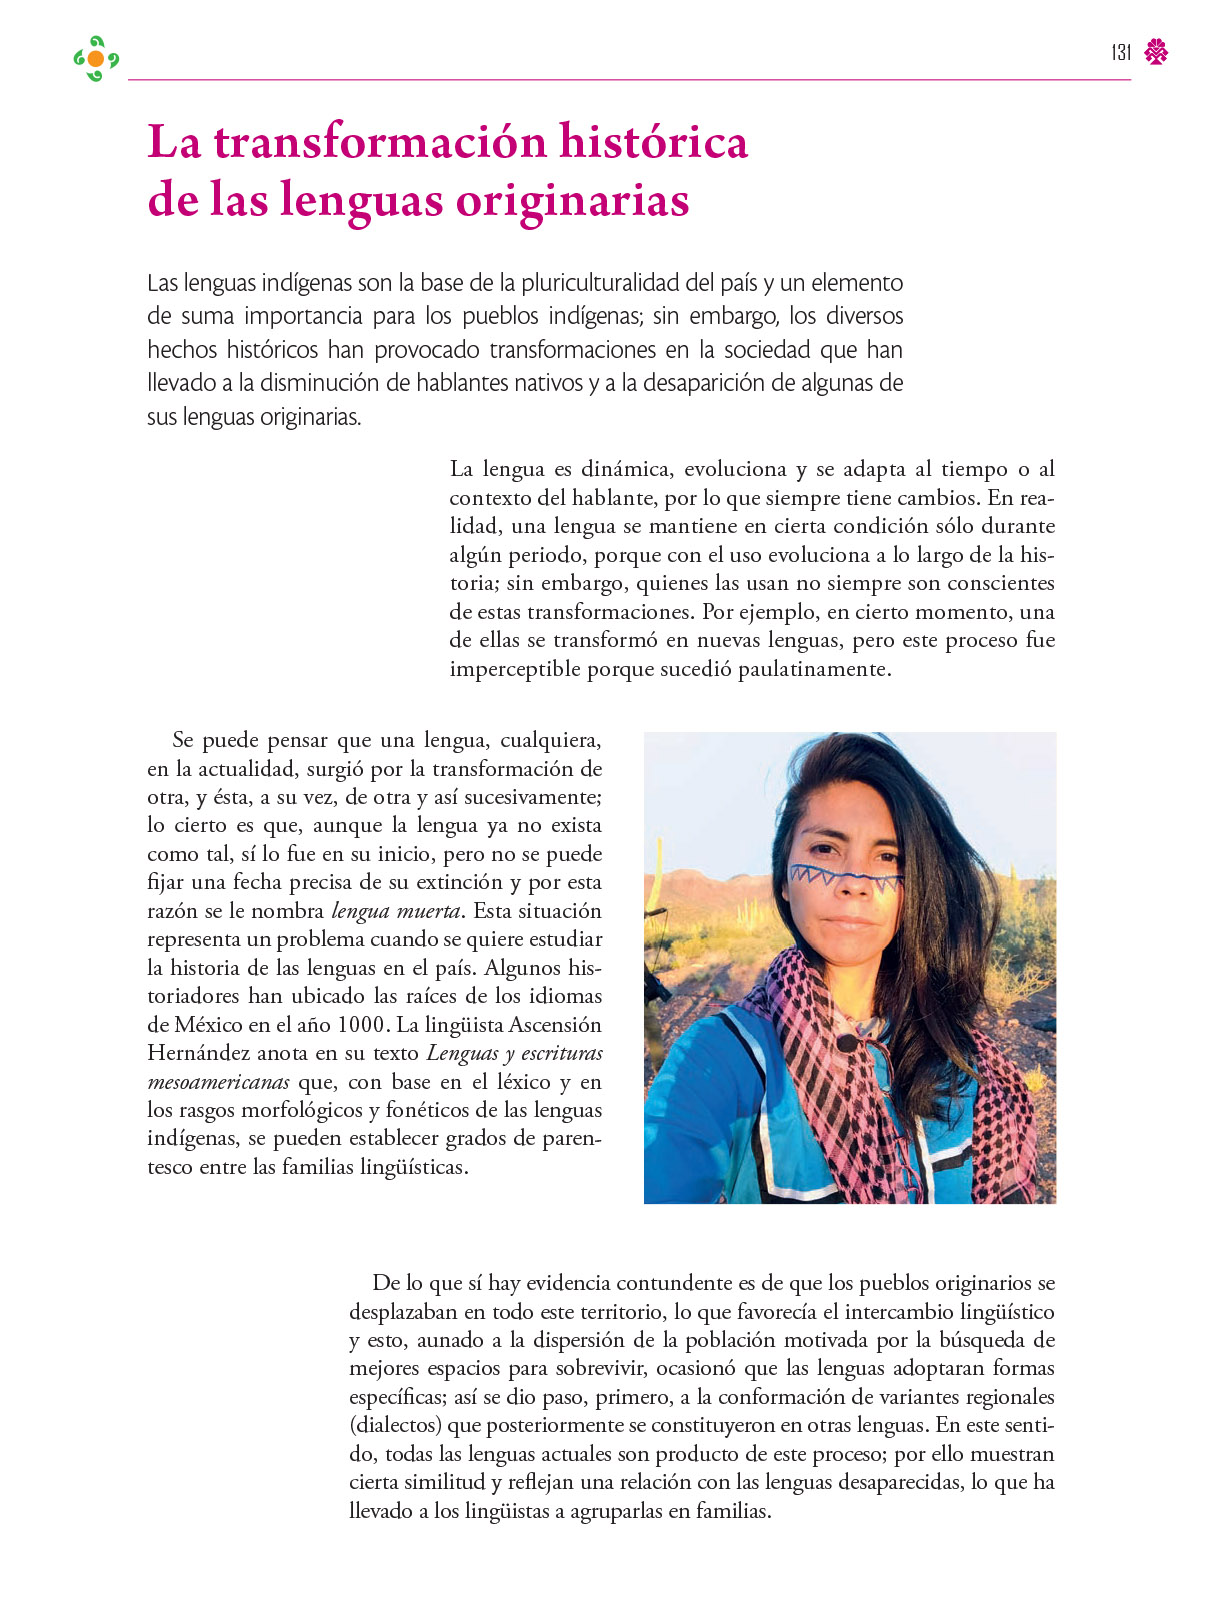 131
La transformación histórica
de las lenguas originarias
Las lenguas indígenas son la base de la pluriculturalidad del país y un elemento
de suma importancia para los pueblos indígenas; sin embargo, los diversos
hechos históricos han provocado transformaciones en la sociedad que han
llevado a la disminución de hablantes nativos y a la desaparición de algunas de
sus lenguas originarias.
La lengua es dinámica, evoluciona y se adapta al tiempo o al
contexto del hablante, por lo que siempre tiene cambios. En rea-
lidad, una lengua se mantiene en cierta condición sólo durante
algún periodo, porque con el uso evoluciona a lo largo de la his-
toria; sin embargo, quienes las usan no siempre son conscientes
de estas transformaciones. Por ejemplo, en cierto momento, una
de ellas se transformó en nuevas lenguas, pero este proceso fue
imperceptible porque sucedió paulatinamente.
Se puede pensar que una lengua, cualquiera,
en la actualidad, surgió por la transformación de
otra, y ésta, a su vez, de otra y así sucesivamente;
lo cierto es que, aunque la lengua ya no exista
como tal, sí lo fue en su inicio, pero no se puede
fijar una fecha precisa de su extinción y por esta
razón se le nombra lengua muerta. Esta situación
representa un problema cuando se quiere estudiar
la historia de las lenguas en el país. Algunos his-
toriadores han ubicado las raíces de los idiomas
de México en el año 1000. La lingüista Ascensión
Hernández anota en su texto Lenguas y escrituras
mesoamericanas que, con base en el léxico y en
los rasgos morfológicos y fonéticos de las lenguas
indígenas, se pueden establecer grados de paren-
tesco entre las familias lingüísticas.
De lo que sí hay evidencia contundente es de que los pueblos originarios se
desplazaban en todo este territorio, lo que favorecía el intercambio lingüístico
y esto, aunado a la dispersión de la población motivada por la búsqueda de
mejores espacios para sobrevivir, ocasionó que las lenguas adoptaran formas
específicas; así se dio paso, primero, a la conformación de variantes regionales
(dialectos) que posteriormente se constituyeron en otras lenguas. En este senti-
do, todas las lenguas actuales son producto de este proceso; por ello muestran
cierta similitud y reflejan una relación con las lenguas desaparecidas, lo que ha
llevado a los lingüistas a agruparlas en familias.